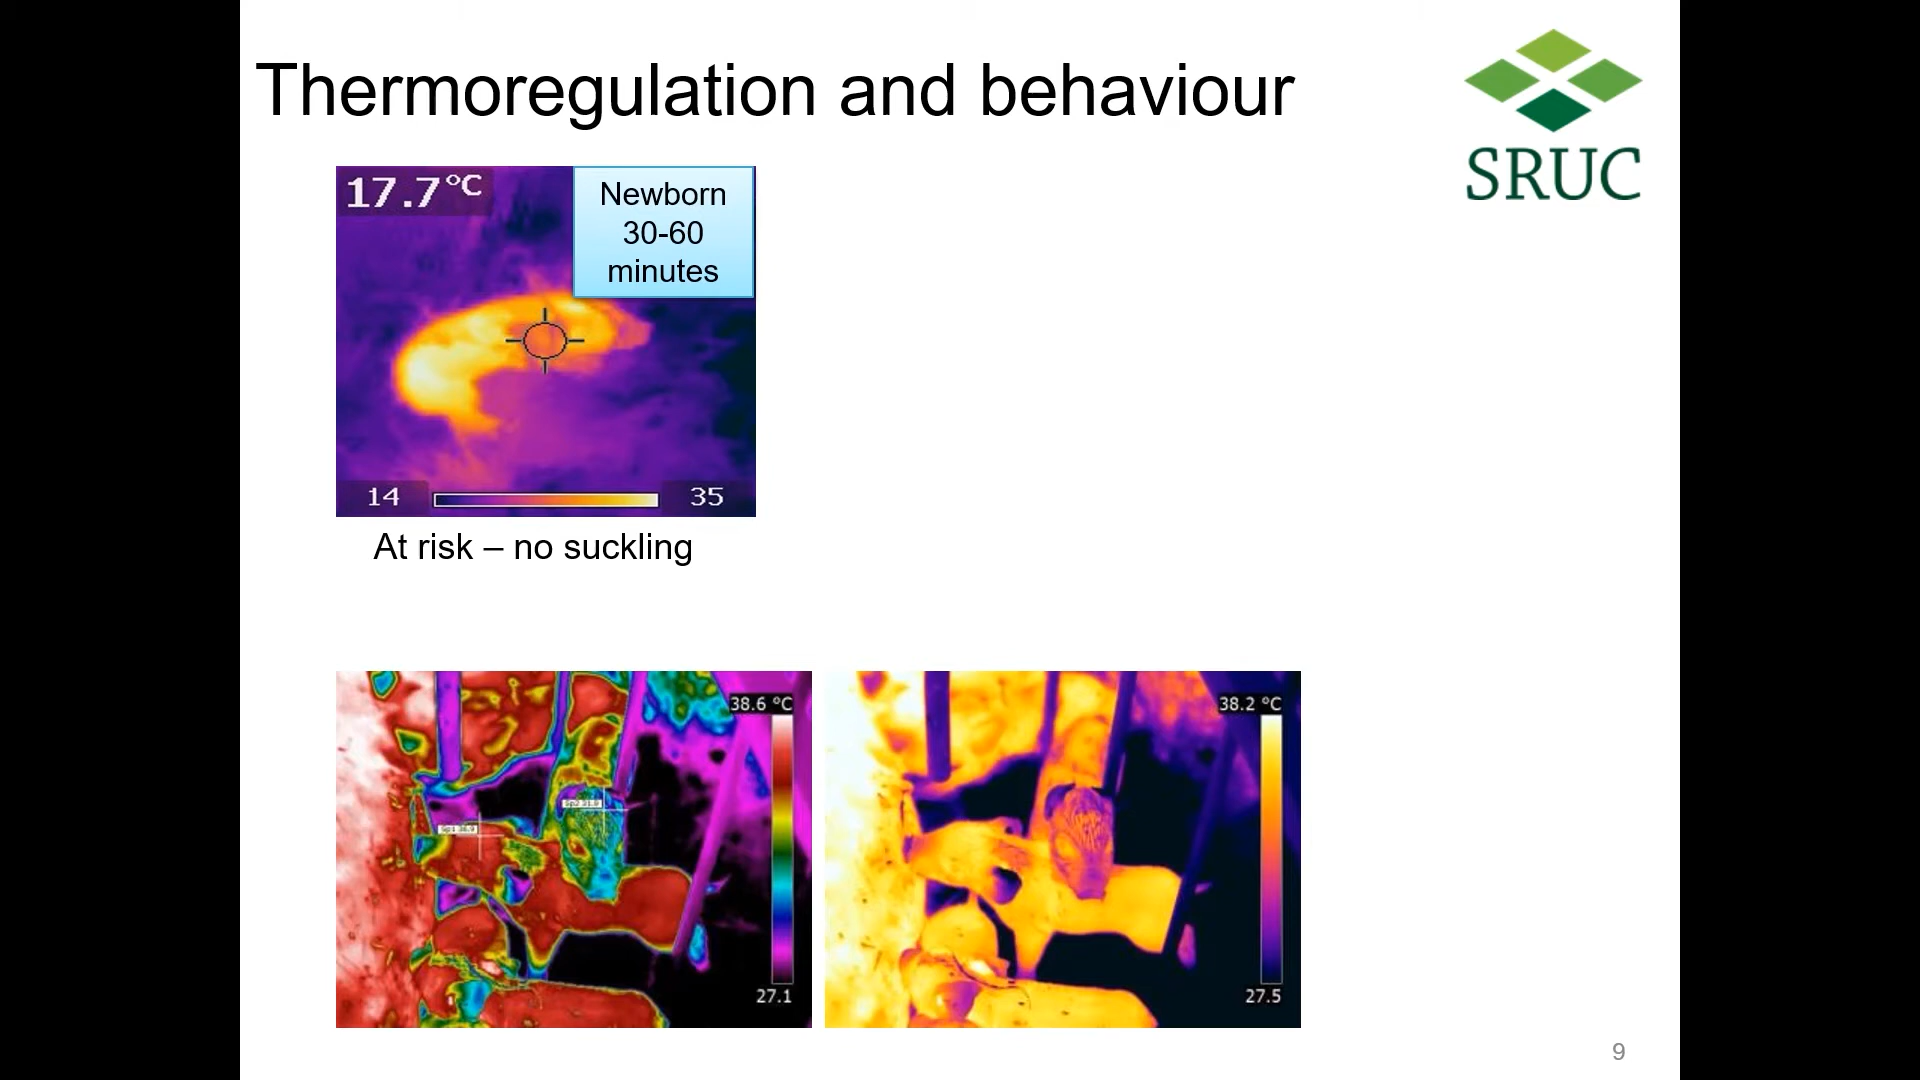 Thermoregulation and behaviour
SRUC
17.7°C
Newborn
30-60
minutes
14
35
At risk – no suckling
38.6 °C
27.1
38.2 °C
27.5
9